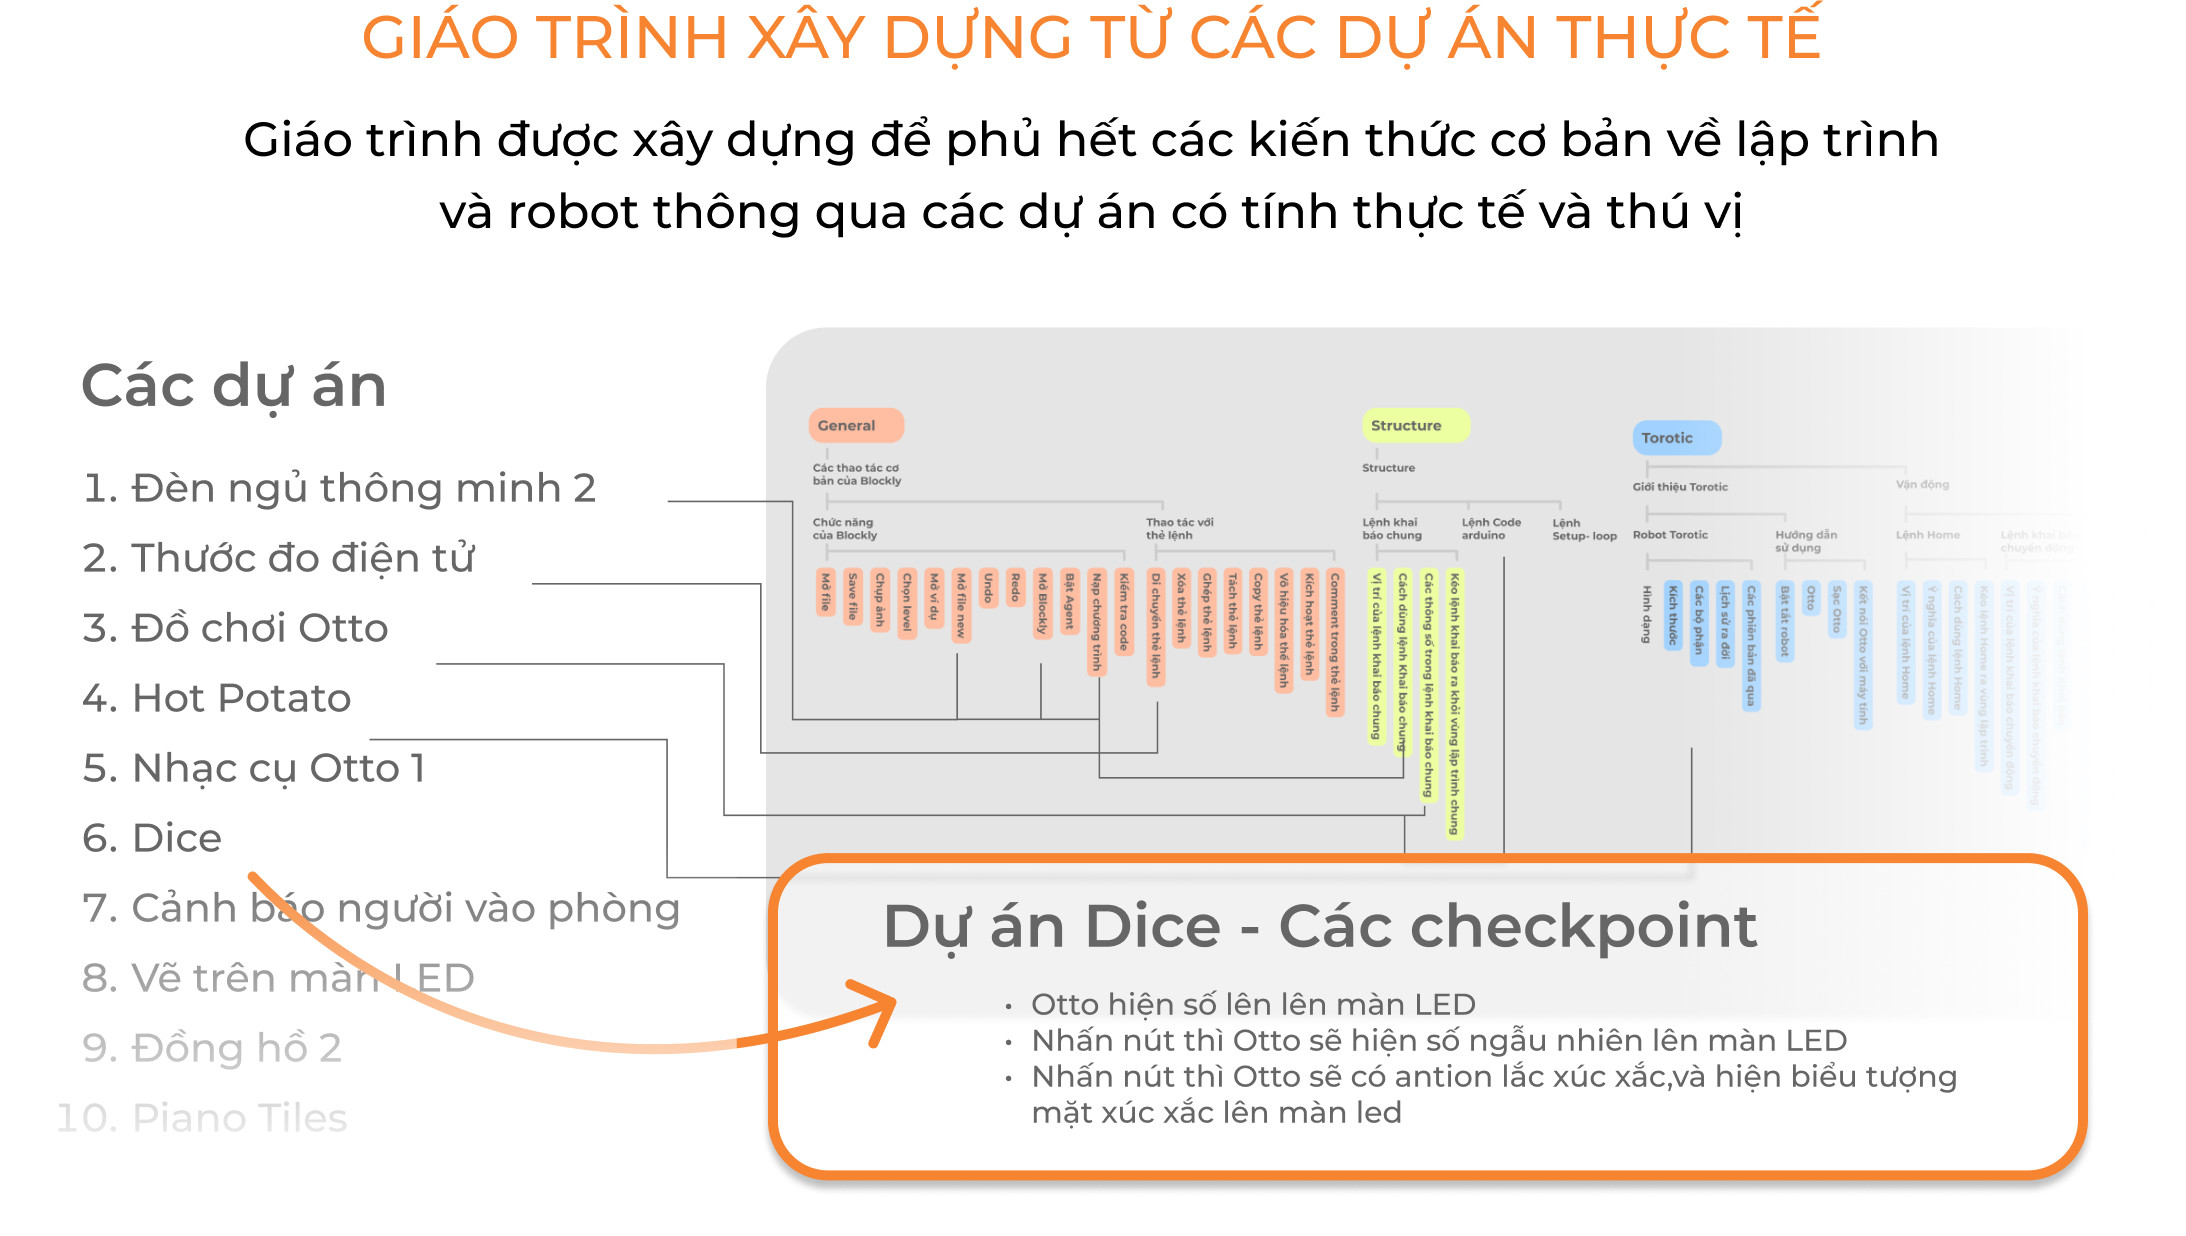 GIÁO TRÌNH XÂY DỰNG TỪ CÁC DỰ ÁN THỰC TẾ
Giáo trình được xây dựng để phủ hết các kiến thức cơ bản về lập trình
và robot thông qua các dự án có tính thực tế và thú vị
Các dự án
1. Đèn ngủ thông minh 2
2. Thước đo điện tử
3. Đồ chơi Otto
4. Hot Potato
5. Nhạc cụ Otto 1
6. Dice
7. Cảnh báo người vào phòng
8. Vẽ trên màn LED
9. Đồng hồ 2
10. Piano Tiles
General
Các thao tác cơ
bản của Blockly
Chức năng
của Blockly
Thao tác với
thẻ lệnh
Mở file
Save file
Chụp ảnh
Chọn level
Mở ví dụ
Mở file new
Undo
Redo
Mở Blockly
Bật Agent
Nạp chương trình
Kiểm tra code
Di chuyển thẻ lệnh
Xóa thẻ lệnh
Ghép thẻ lệnh
Tách thẻ lệnh
Copy thẻ lệnh
Vô hiệu hóa thẻ lệnh
Kích hoạt thẻ lệnh
Comment trong thẻ lệnh
Structure
Structure
Lệnh khai
báo chung
Lệnh Code
arduino
Lệnh
Setup- loop
Vị trí của lệnh khai báo chung
Cách dùng lệnh Khai báo chung
Các thông số trong lệnh khai báo chung
Kéo lệnh khai báo ra khỏi vùng lập trình chung
Torotic
Giới thiệu Torotic
Vận động
Robot Torotic
Hướng dẫn
sử dụng
Lệnh Home
Lệnh khai báo
chuyển động
Hình dạng
Kích thước
Các bộ phận
Lịch sử ra đời
Các phiên bản đã qua
Bật tắt robot
Otto
Sạc Otto
Kết nối Otto với máy tính
Vị trí của lệnh Home
Ý nghĩa của lệnh Home
Cách dùng lệnh Home
Kéo lệnh Home ra vùng lập trình
Vị trí của lệnh khai báo chuyển động
Ý nghĩa của lệnh khai báo chuyển động
Dự án Dice - Các checkpoint
• Otto hiện số lên lên màn LED
• Nhấn nút thì Otto sẽ hiện số ngẫu nhiên lên màn LED
• Nhấn nút thì Otto sẽ có antion lắc xúc xắc,và hiện biểu tượng
mặt xúc xắc lên màn led